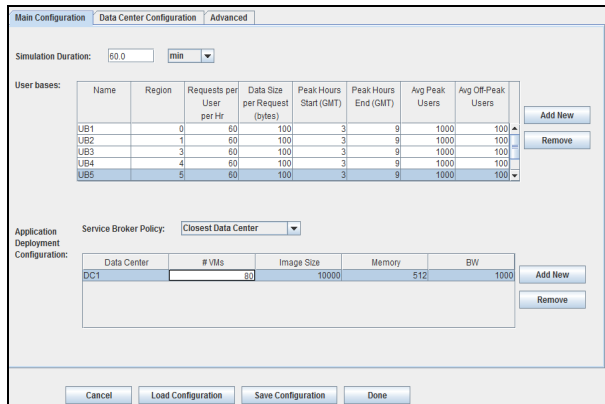 Main Configuration Data Center Configuration Advanced
Simulation Duration: 60.0 min
User bases:
Name Region Requests per User per Hr Data Size per Request (bytes) Peak Hours Start (GMT) Peak Hours End (GMT) Avg Peak Users Avg Off-Peak Users
UB1 0 60 100 3 9 1000 100
UB2 1 60 100 3 9 1000 100
UB3 3 60 100 3 9 1000 100
UB4 4 60 100 3 9 1000 100
UB5 5 60 100 3 9 1000 100
Add New
Remove
Application Deployment Configuration:
Service Broker Policy: Closest Data Center
Data Center # VMs Image Size Memory BW
DC1 80 10000 512 1000
Add New
Remove
Cancel Load Configuration Save Configuration Done